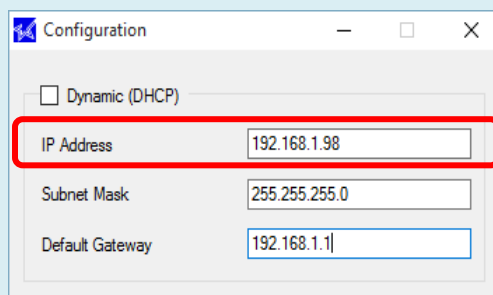 Configuration
Dynamic (DHCP)
IP Address 192.168.1.98
Subnet Mask 255.255.255.0
Default Gateway 192.168.1.1